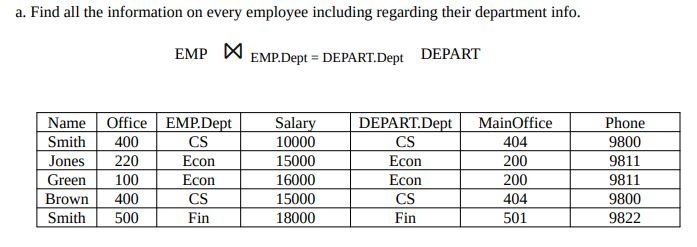 a. Find all the information on every employee including regarding their department info.
EMP ⋈ EMP.Dept = DEPART.Dept DEPART
Name Office EMP.Dept Salary DEPART.Dept MainOffice Phone
Smith 400 CS 10000 CS 404 9800
Jones 220 Econ 15000 Econ 200 9811
Green 100 Econ 16000 Econ 200 9811
Brown 400 CS 15000 CS 404 9800
Smith 500 Fin 18000 Fin 501 9822